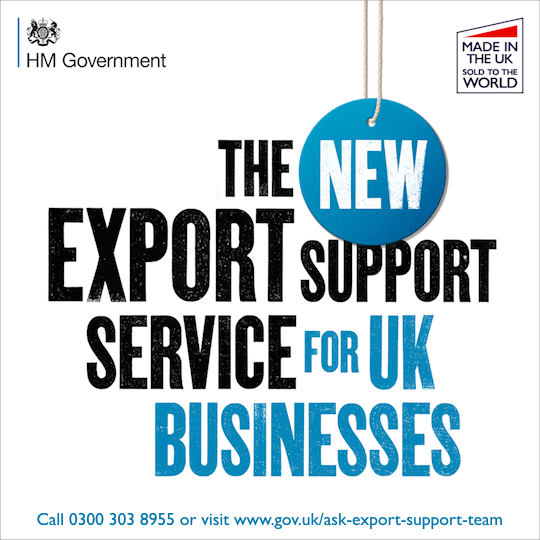 HM Government
MADE IN
THE UK
SOLD TO THE
WORLD
THE NEW
EXPORT SUPPORT
SERVICE FOR UK
BUSINESSES
Call 0300 303 8955 or visit www.gov.uk/ask-export-support-team